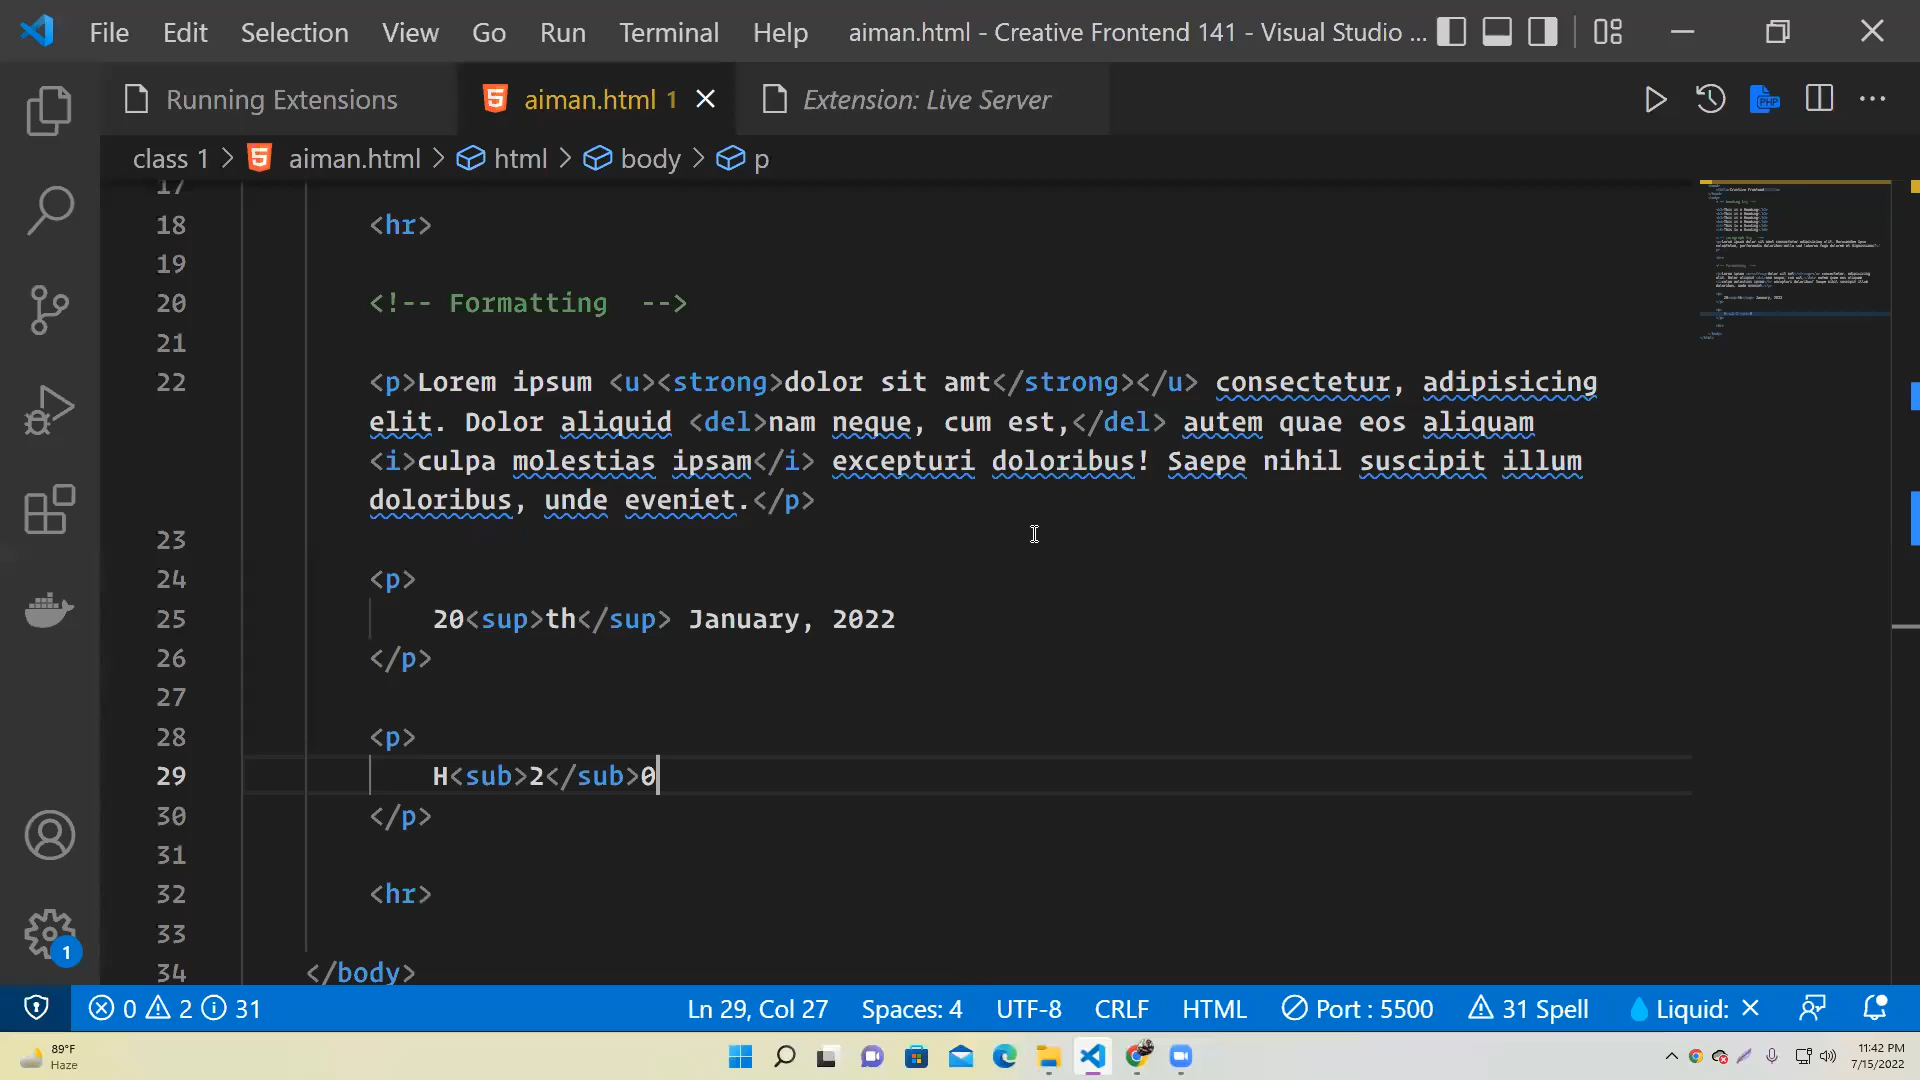 File Edit Selection View Go Run Terminal Help aiman.html - Creative Frontend 141 - Visual Studio ...
Running Extensions aiman.html 1 Extension: Live Server
class 1 > aiman.html > html > body > p
17
18 <hr>
19
20 <!-- Formatting -->
21
22 <p>Lorem ipsum <u><strong>dolor sit amt</strong></u> consectetur, adipisicing
elit. Dolor aliquid <del>nam neque, cum est,</del> autem quae eos aliquam
<i>culpa molestias ipsam</i> excepturi doloribus! Saepe nihil suscipit illum
doloribus, unde eveniet.</p>
23
24 <p>
25 20<sup>th</sup> January, 2022
26 </p>
27
28 <p>
29 H<sub>2</sub>0
30 </p>
31
32 <hr>
33
34 </body>
1
0 2 31 Ln 29, Col 27 Spaces: 4 UTF-8 CRLF HTML Port : 5500 31 Spell Liquid:
89°F
Haze
11:42 PM
7/15/2022